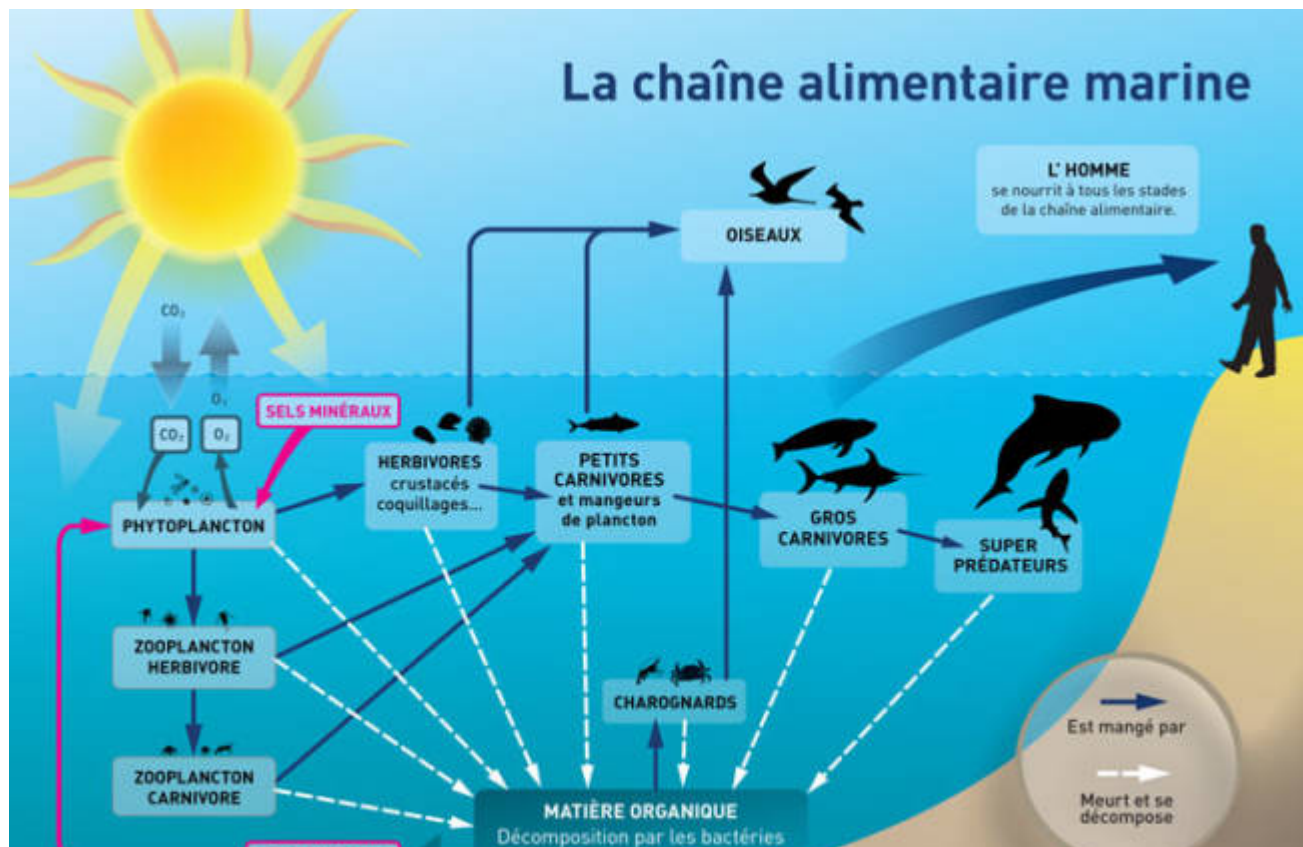 La chaîne alimentaire marine
L' HOMME
se nourrit à tous les stades
de la chaîne alimentaire.
OISEAUX
CO₂
O₂
SELS MINÉRAUX
CO₂
O₂
PHYTOPLANCTON
HERBIVORES
crustacés
coquillages...
PETITS
CARNIVORES
et mangeurs
de plancton
GROS
CARNIVORES
SUPER
PRÉDATEURS
ZOOPLANCTON
HERBIVORE
CHAROGNARDS
ZOOPLANCTON
CARNIVORE
MATIÈRE ORGANIQUE
Décomposition par les bactéries
Est mangé par
Meurt et se
décompose